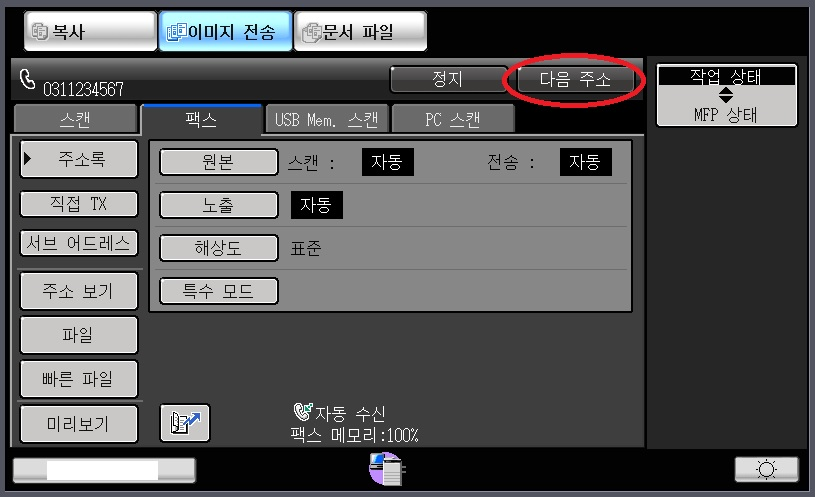 복사
이미지 전송
문서 파일
0311234567
정지
다음 주소
작업 상태
MFP 상태
스캔
팩스
USB Mem. 스캔
PC 스캔
주소록
원본
스캔 :
자동
전송 :
자동
직접 TX
노출
자동
서브 어드레스
해상도
표준
주소 보기
특수 모드
파일
빠른 파일
미리보기
자동 수신
팩스 메모리:100%